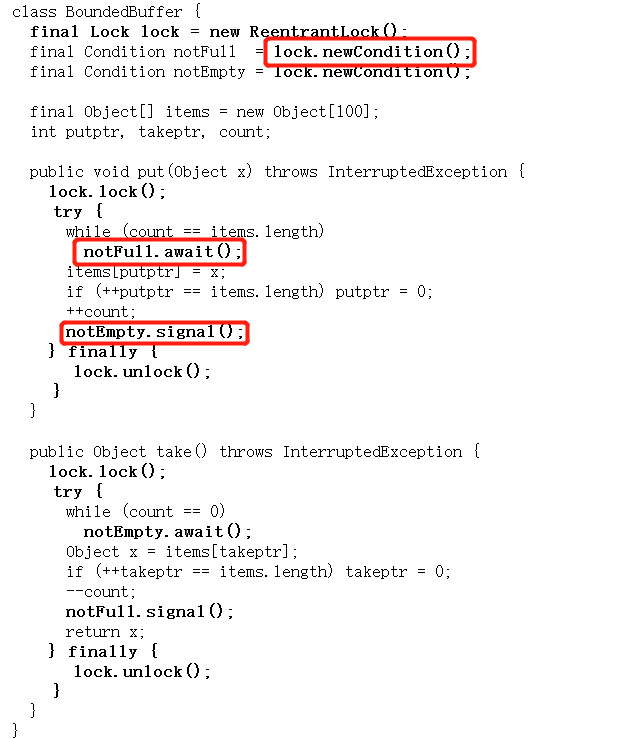 class BoundedBuffer {
final Lock lock = new ReentrantLock();
final Condition notFull = lock.newCondition();
final Condition notEmpty = lock.newCondition();
final Object[] items = new Object[100];
int putptr, takeptr, count;
public void put(Object x) throws InterruptedException {
lock.lock();
try {
while (count == items.length)
notFull.await();
items[putptr] = x;
if (++putptr == items.length) putptr = 0;
++count;
notEmpty.signal();
} finally {
lock.unlock();
}
}
public Object take() throws InterruptedException {
lock.lock();
try {
while (count == 0)
notEmpty.await();
Object x = items[takeptr];
if (++takeptr == items.length) takeptr = 0;
--count;
notFull.signal();
return x;
} finally {
lock.unlock();
}
}
}